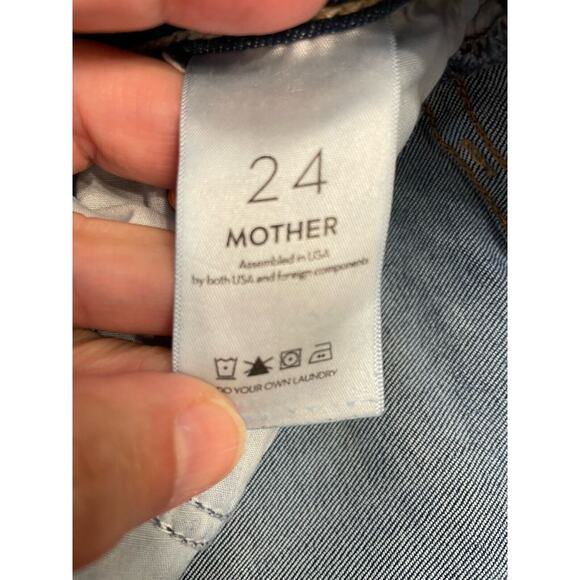 24
MOTHER
Assembled in USA
by both USA and foreign components
DO YOUR OWN LAUNDRY